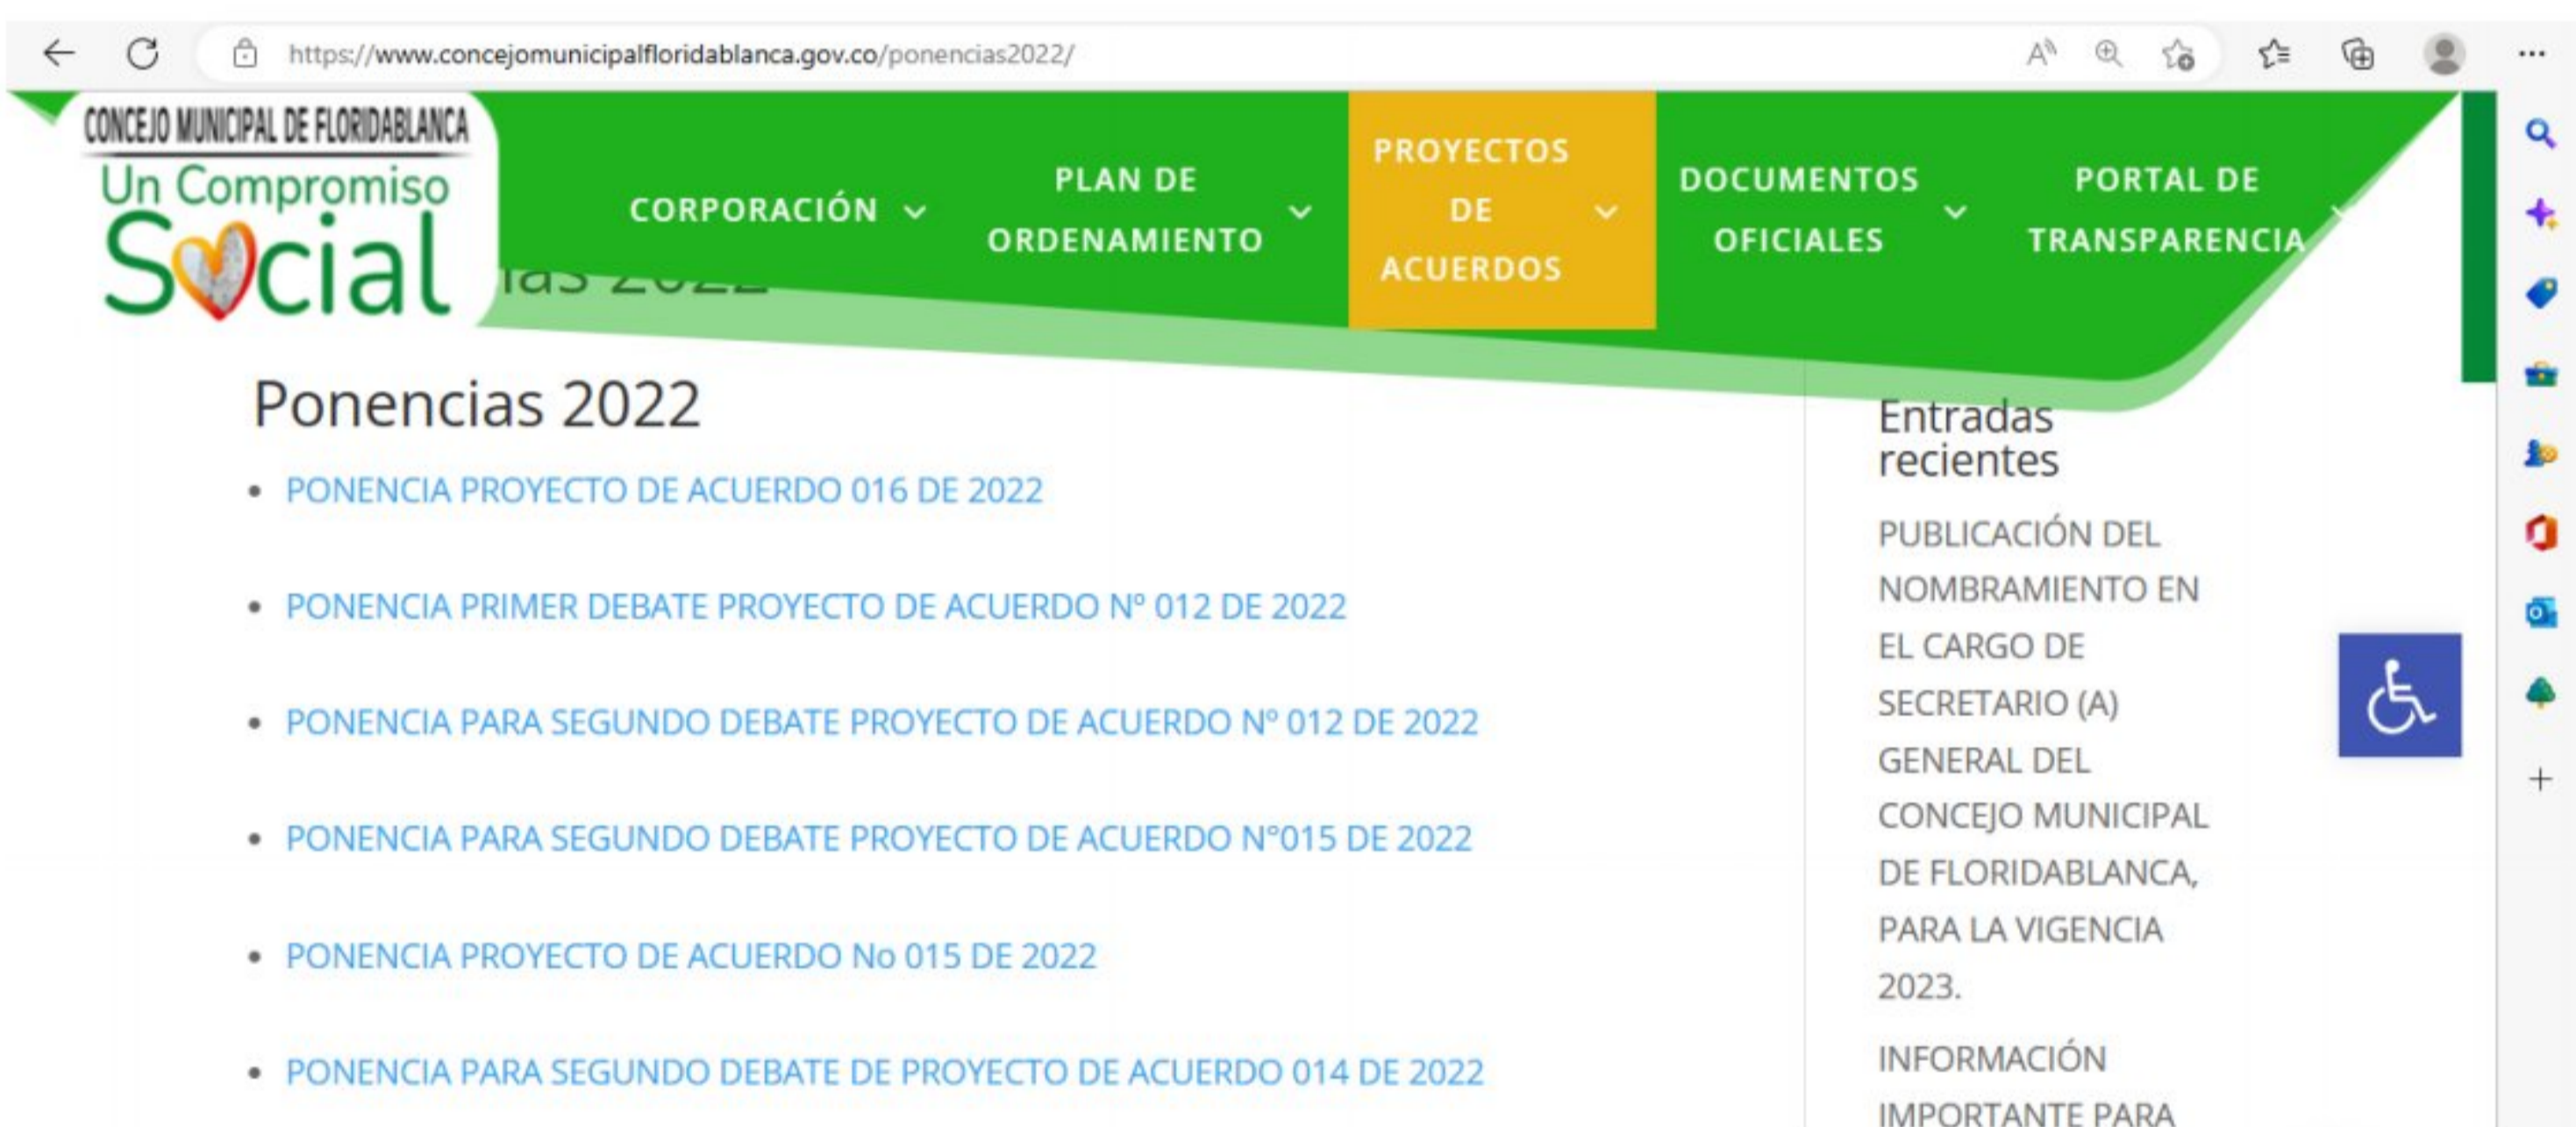 https://www.concejomunicipalfloridablanca.gov.co/ponencias2022/
CONCEJO MUNICIPAL DE FLORIDABLANCA
Un Compromiso
Social
CORPORACIÓN
PLAN DE
ORDENAMIENTO
PROYECTOS
DE
ACUERDOS
DOCUMENTOS
OFICIALES
PORTAL DE
TRANSPARENCIA
2022
Ponencias 2022
PONENCIA PROYECTO DE ACUERDO 016 DE 2022
PONENCIA PRIMER DEBATE PROYECTO DE ACUERDO Nº 012 DE 2022
PONENCIA PARA SEGUNDO DEBATE PROYECTO DE ACUERDO Nº 012 DE 2022
PONENCIA PARA SEGUNDO DEBATE PROYECTO DE ACUERDO N°015 DE 2022
PONENCIA PROYECTO DE ACUERDO No 015 DE 2022
PONENCIA PARA SEGUNDO DEBATE DE PROYECTO DE ACUERDO 014 DE 2022
Entradas
recientes
PUBLICACIÓN DEL
NOMBRAMIENTO EN
EL CARGO DE
SECRETARIO (A)
GENERAL DEL
CONCEJO MUNICIPAL
DE FLORIDABLANCA,
PARA LA VIGENCIA
2023.
INFORMACIÓN
IMPORTANTE PARA